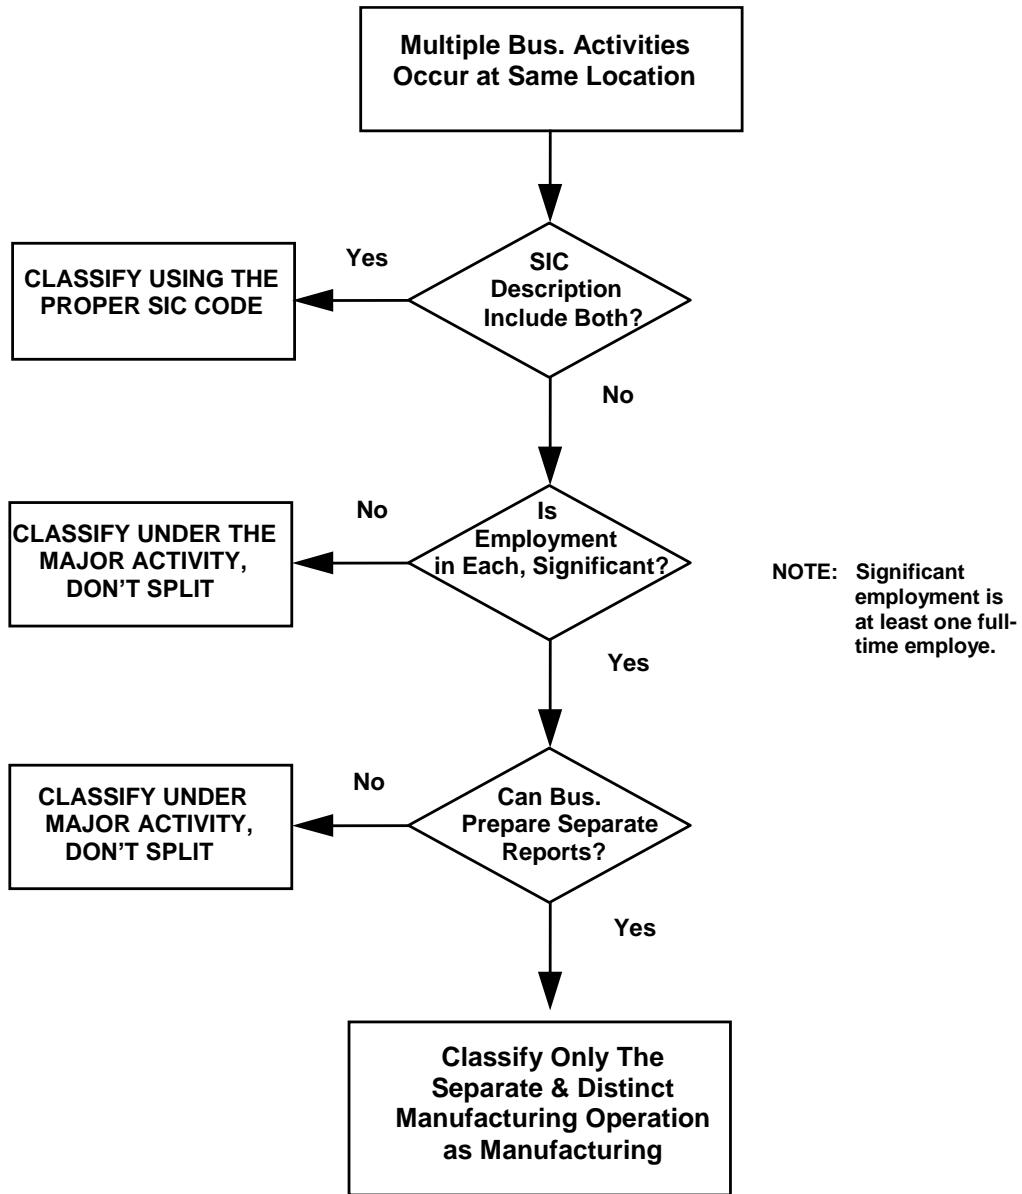 Multiple Bus. Activities
Occur at Same Location
Yes
SIC
Description
Include Both?
CLASSIFY USING THE
PROPER SIC CODE
No
No
Is
Employment
in Each, Significant?
CLASSIFY UNDER THE
MAJOR ACTIVITY,
DON'T SPLIT
NOTE: Significant
employment is
at least one full-
time employe.
Yes
No
Can Bus.
Prepare Separate
Reports?
CLASSIFY UNDER
MAJOR ACTIVITY,
DON'T SPLIT
Yes
Classify Only The
Separate & Distinct
Manufacturing Operation
as Manufacturing